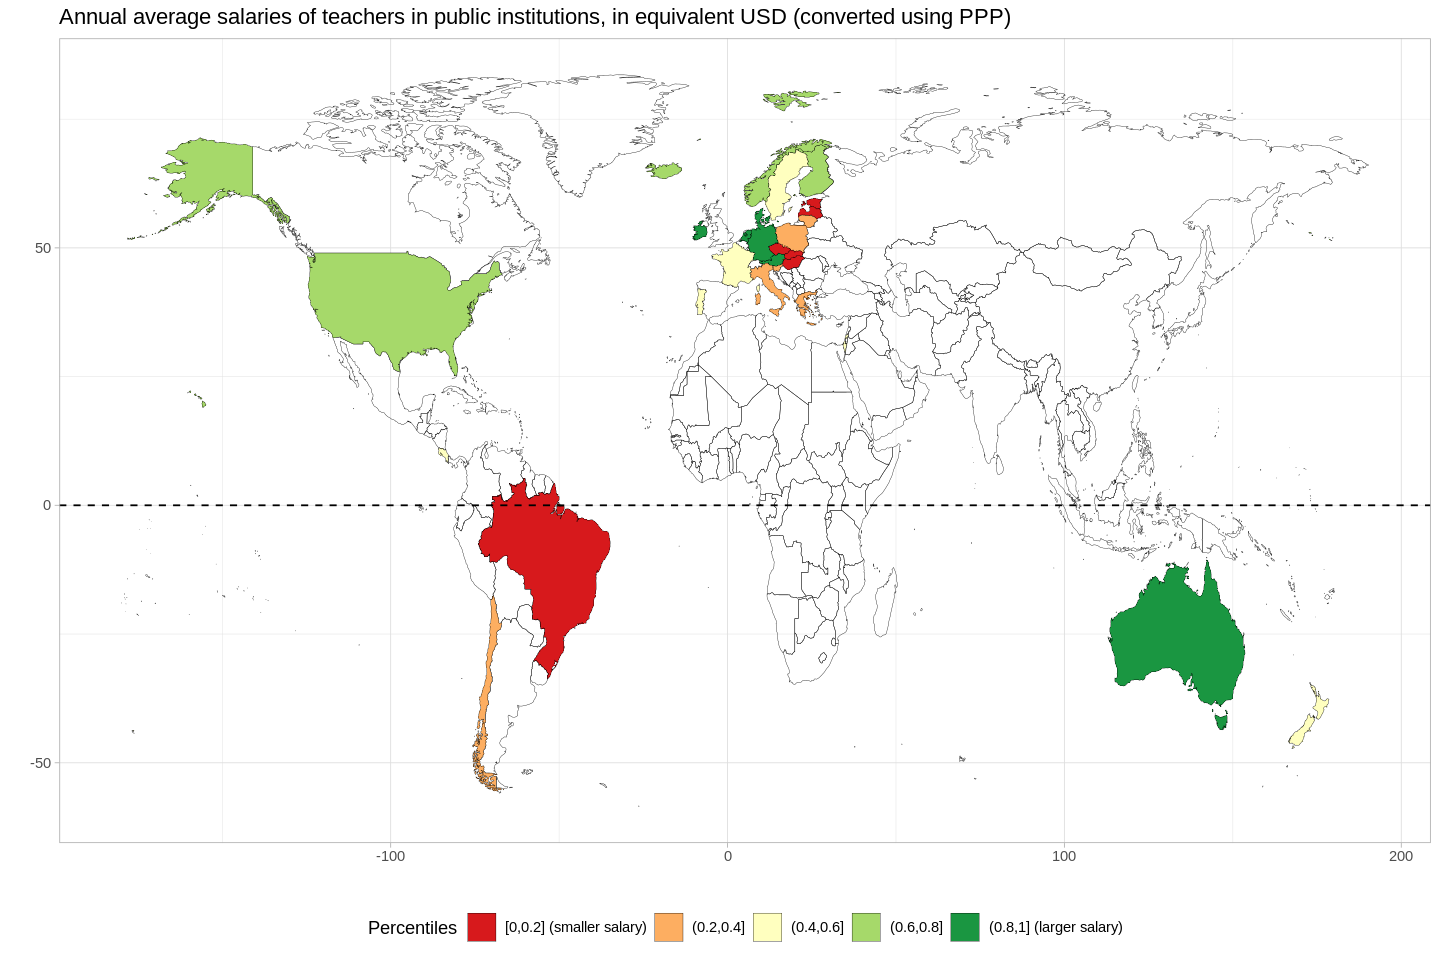 Annual average salaries of teachers in public institutions, in equivalent USD (converted using PPP)
50
0
-50
-100 0 100 200
Percentiles [0,0.2] (smaller salary) (0.2,0.4] (0.4,0.6] (0.6,0.8] (0.8,1] (larger salary)